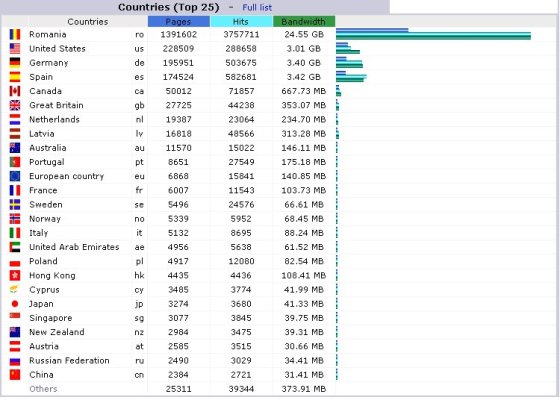 Countries (Top 25) - Full list
Countries Pages Hits Bandwidth
Romania ro 1391602 3757711 24.55 GB
United States us 228509 288658 3.01 GB
Germany de 195951 503675 3.40 GB
Spain es 174524 582681 3.42 GB
Canada ca 50012 71857 667.73 MB
Great Britain gb 27725 44238 353.07 MB
Netherlands nl 19387 23064 234.70 MB
Latvia lv 16818 48566 313.28 MB
Australia au 11570 15022 146.11 MB
Portugal pt 8651 27549 175.18 MB
European country eu 6868 15841 140.85 MB
France fr 6007 11543 103.73 MB
Sweden se 5496 24576 66.61 MB
Norway no 5339 5952 68.45 MB
Italy it 5132 8695 88.24 MB
United Arab Emirates ae 4956 5638 61.52 MB
Poland pl 4917 12080 82.54 MB
Hong Kong hk 4435 4436 108.41 MB
Cyprus cy 3485 3774 41.99 MB
Japan jp 3274 3680 41.33 MB
Singapore sg 3077 3845 39.75 MB
New Zealand nz 2984 3475 39.31 MB
Austria at 2585 3515 30.66 MB
Russian Federation ru 2490 3029 34.41 MB
China cn 2384 2721 31.41 MB
Others 25311 39344 373.91 MB